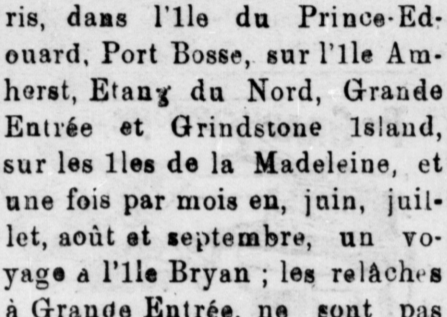 ris, dans l'Ile du Prince-Ed-
ouard, Port Bosse, sur l'Ile Am-
herst, Etang du Nord, Grande
Entrée et Grindstone Island,
sur les Iles de la Madeleine, et
une fois par mois en, juin, juil-
let, août et septembre, un vo-
yage à l'Ile Bryan ; les relâches
à Grande Entrée, ne sont pas